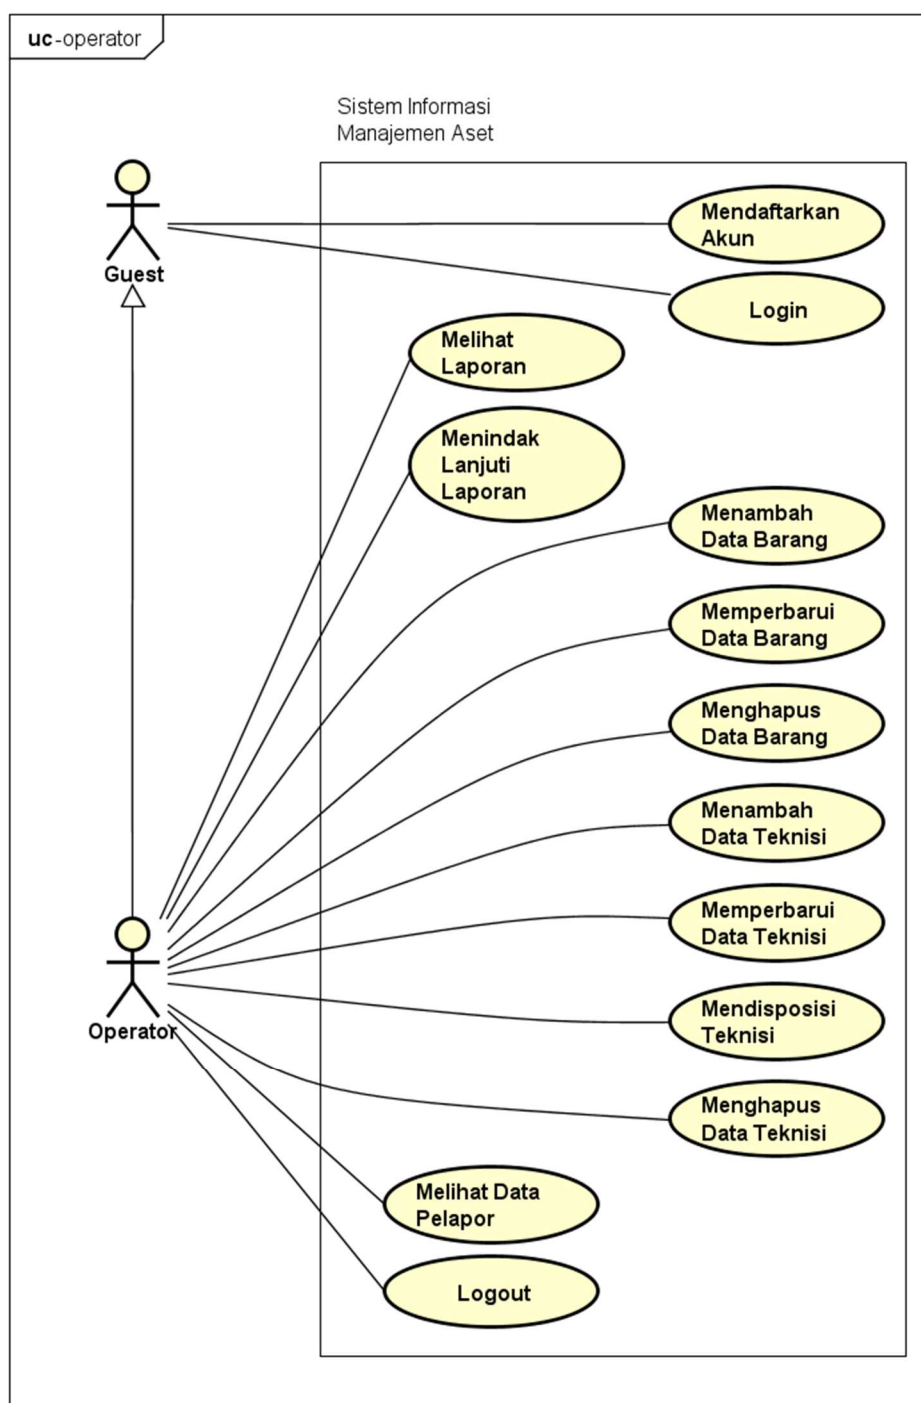 uc-operator
Sistem Informasi
Manajemen Aset
Guest
Mendaftarkan
Akun
Login
Melihat
Laporan
Menindak
Lanjuti
Laporan
Menambah
Data Barang
Memperbarui
Data Barang
Menghapus
Data Barang
Menambah
Data Teknisi
Memperbarui
Data Teknisi
Operator
Mendisposisi
Teknisi
Menghapus
Data Teknisi
Melihat Data
Pelapor
Logout